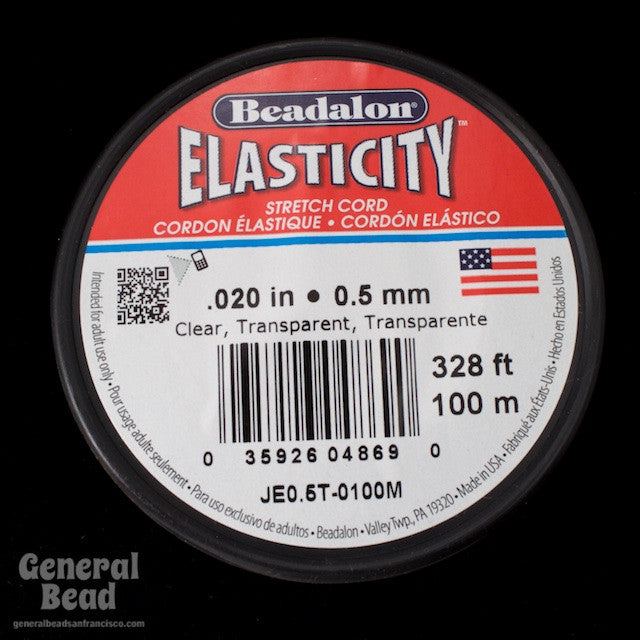 Beadalon®
ELASTICITY™
STRETCH CORD
CORDON ÉLASTIQUE • CORDÓN ELÁSTICO
.020 in • 0.5 mm
Clear, Transparent, Transparente
328 ft
100 m
0 35926 04869 0
JE0.5T-0100M
Intended for adult use only • Pour usage adulte seulement • Para uso exclusivo de adultos • Beadalon • Valley Twp., PA 19320 • Made in USA • Fabriqué aux États-Unis • Hecho en Estados Unidos
General
Bead
generalbeadsanfrancisco.com